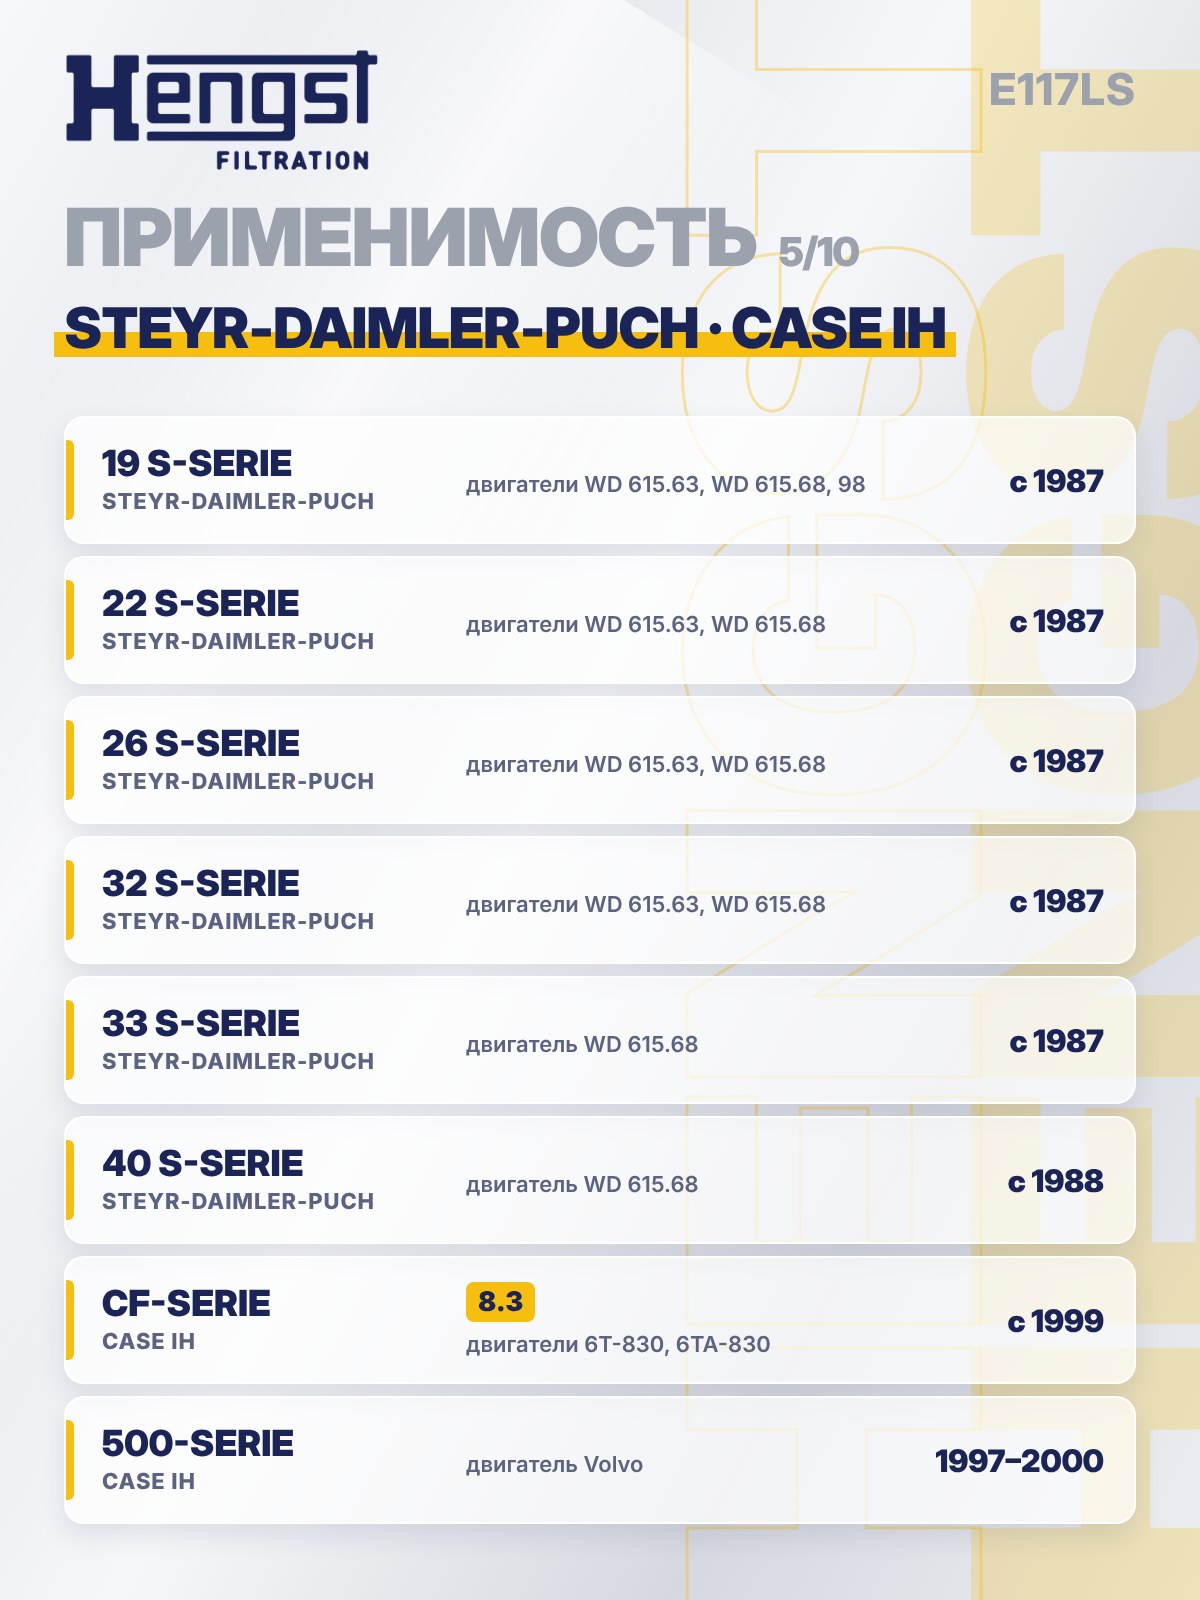 Hengst
FILTRATION
E117LS
ПРИМЕНИМОСТЬ 5/10
STEYR-DAIMLER-PUCH · CASE IH
19 S-SERIE
STEYR-DAIMLER-PUCH
двигатели WD 615.63, WD 615.68, 98
с 1987
22 S-SERIE
STEYR-DAIMLER-PUCH
двигатели WD 615.63, WD 615.68
с 1987
26 S-SERIE
STEYR-DAIMLER-PUCH
двигатели WD 615.63, WD 615.68
с 1987
32 S-SERIE
STEYR-DAIMLER-PUCH
двигатели WD 615.63, WD 615.68
с 1987
33 S-SERIE
STEYR-DAIMLER-PUCH
двигатель WD 615.68
с 1987
40 S-SERIE
STEYR-DAIMLER-PUCH
двигатель WD 615.68
с 1988
CF-SERIE
CASE IH
8.3
двигатели 6T-830, 6TA-830
с 1999
500-SERIE
CASE IH
двигатель Volvo
1997–2000
HENGST
HENGST